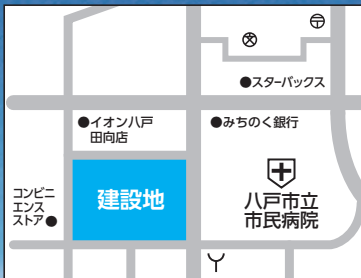 ●スターバックス
●イオン八戸
田向店
●みちのく銀行
コンビニ
エンス
ストア●
建設地
八戸市立
市民病院